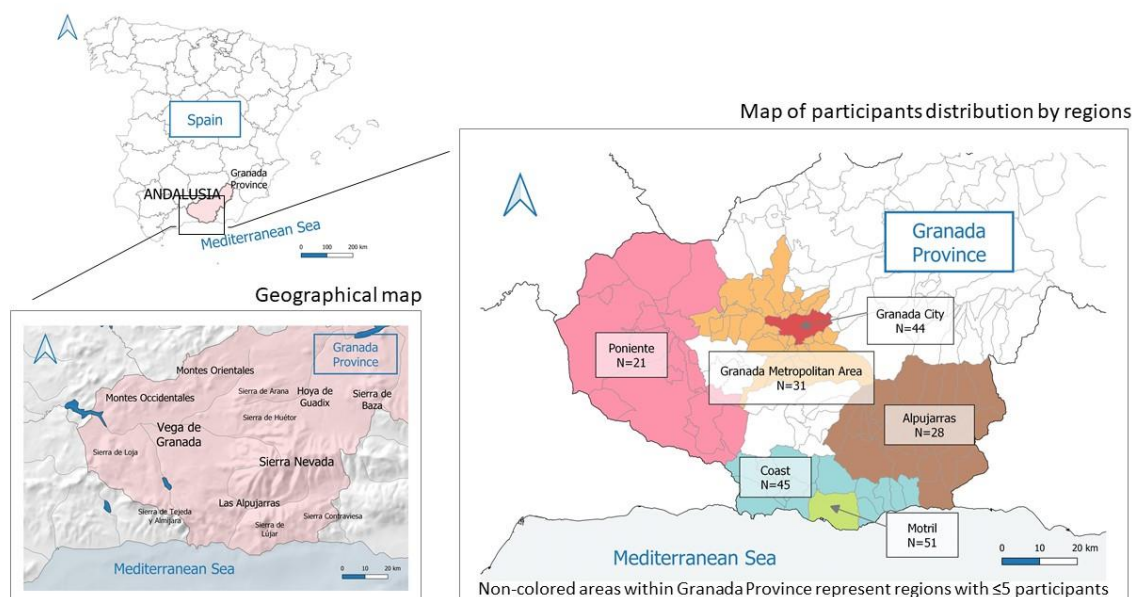 Spain
Granada
Province
ANDALUSIA
Mediterranean Sea
0 100 200 km
Geographical map
Granada
Province
Montes Orientales
Montes Occidentales
Sierra de Arana
Hoya de
Guadix
Sierra de
Baza
Sierra de Huétor
Vega de
Granada
Sierra de Loja
Sierra Nevada
Las Alpujarras
Sierra de Tejeda
y Almijara
Sierra de
Lújar
Sierra Contraviesa
Mediterranean Sea
0 10 20 km
Map of participants distribution by regions
Granada
Province
Granada City
N=44
Poniente
N=21
Granada Metropolitan Area
N=31
Alpujarras
N=28
Coast
N=45
Motril
N=51
Mediterranean Sea
0 10 20 km
Non-colored areas within Granada Province represent regions with ≤5 participants